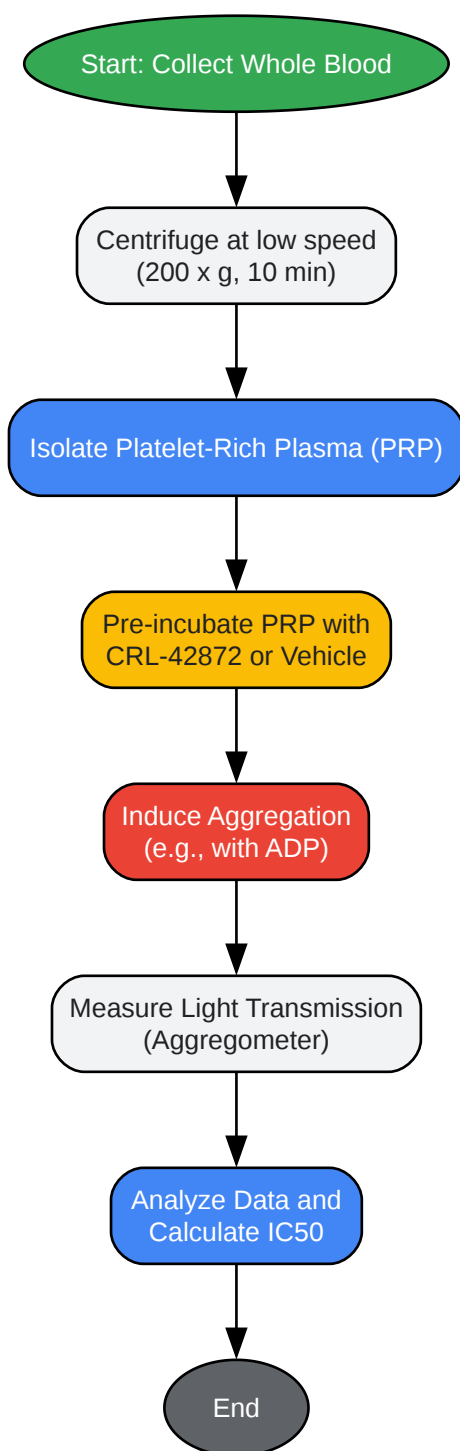 Start: Collect Whole Blood
Centrifuge at low speed
(200 x g, 10 min)
Isolate Platelet-Rich Plasma (PRP)
Pre-incubate PRP with
CRL-42872 or Vehicle
Induce Aggregation
(e.g., with ADP)
Measure Light Transmission
(Aggregometer)
Analyze Data and
Calculate IC50
End